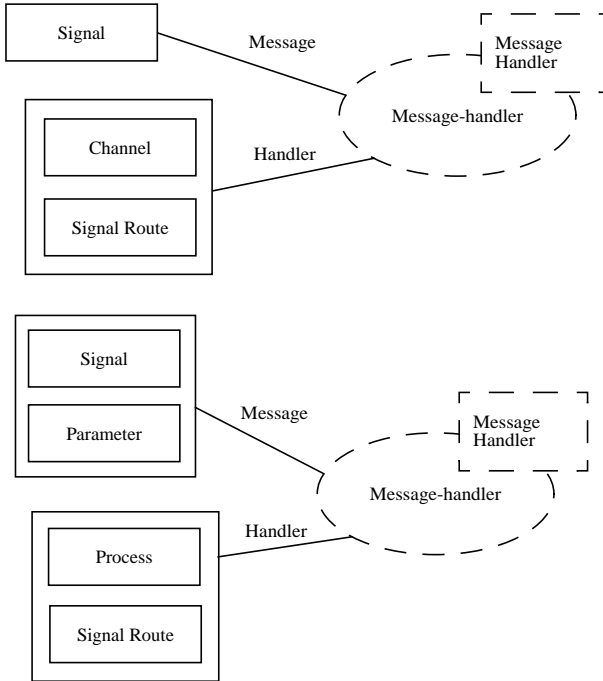 Signal
Message
Message
Handler
Message-handler
Channel
Handler
Signal Route
Signal
Message
Parameter
Message
Handler
Message-handler
Handler
Process
Signal Route